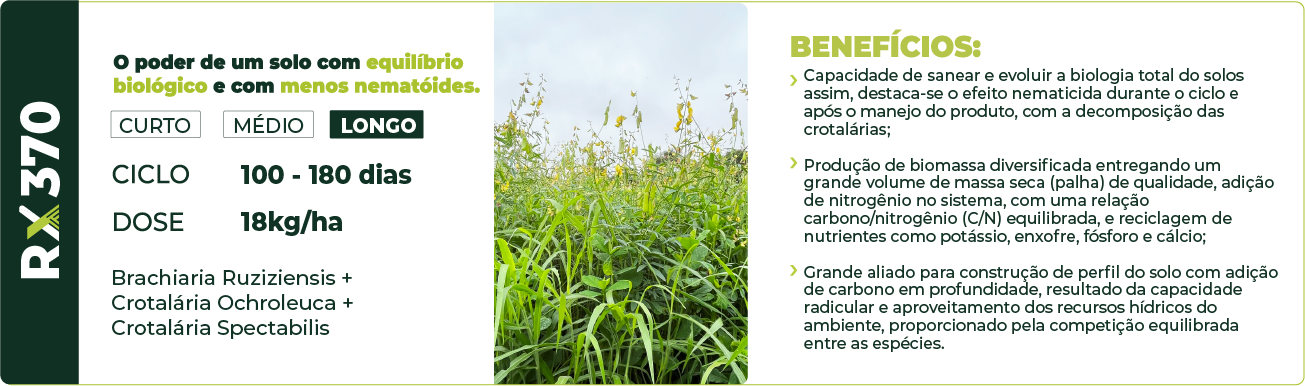 RX 370
O poder de um solo com equilíbrio
biológico e com menos nematóides.
CURTO
MÉDIO
LONGO
CICLO 100 - 180 dias
DOSE 18kg/ha
Brachiaria Ruziziensis +
Crotalária Ochroleuca +
Crotalária Spectabilis
BENEFÍCIOS:
Capacidade de sanear e evoluir a biologia total do solos
assim, destaca-se o efeito nematicida durante o ciclo e
após o manejo do produto, com a decomposição das
crotalárias;
Produção de biomassa diversificada entregando um
grande volume de massa seca (palha) de qualidade, adição
de nitrogênio no sistema, com uma relação
carbono/nitrogênio (C/N) equilibrada, e reciclagem de
nutrientes como potássio, enxofre, fósforo e cálcio;
Grande aliado para construção de perfil do solo com adição
de carbono em profundidade, resultado da capacidade
radicular e aproveitamento dos recursos hídricos do
ambiente, proporcionado pela competição equilibrada
entre as espécies.